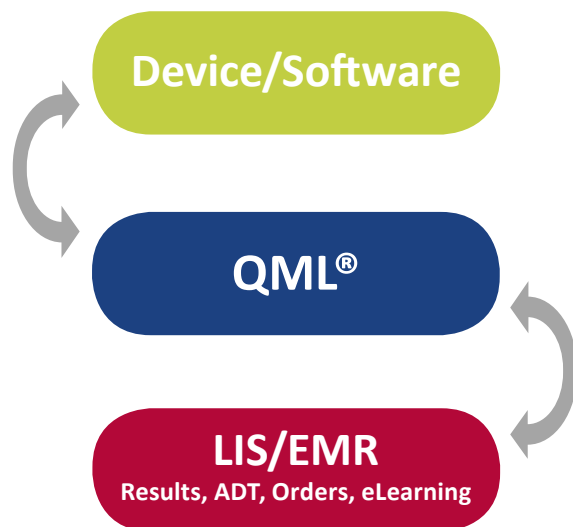 Device/Software
QML®
LIS/EMR
Results, ADT, Orders, eLearning